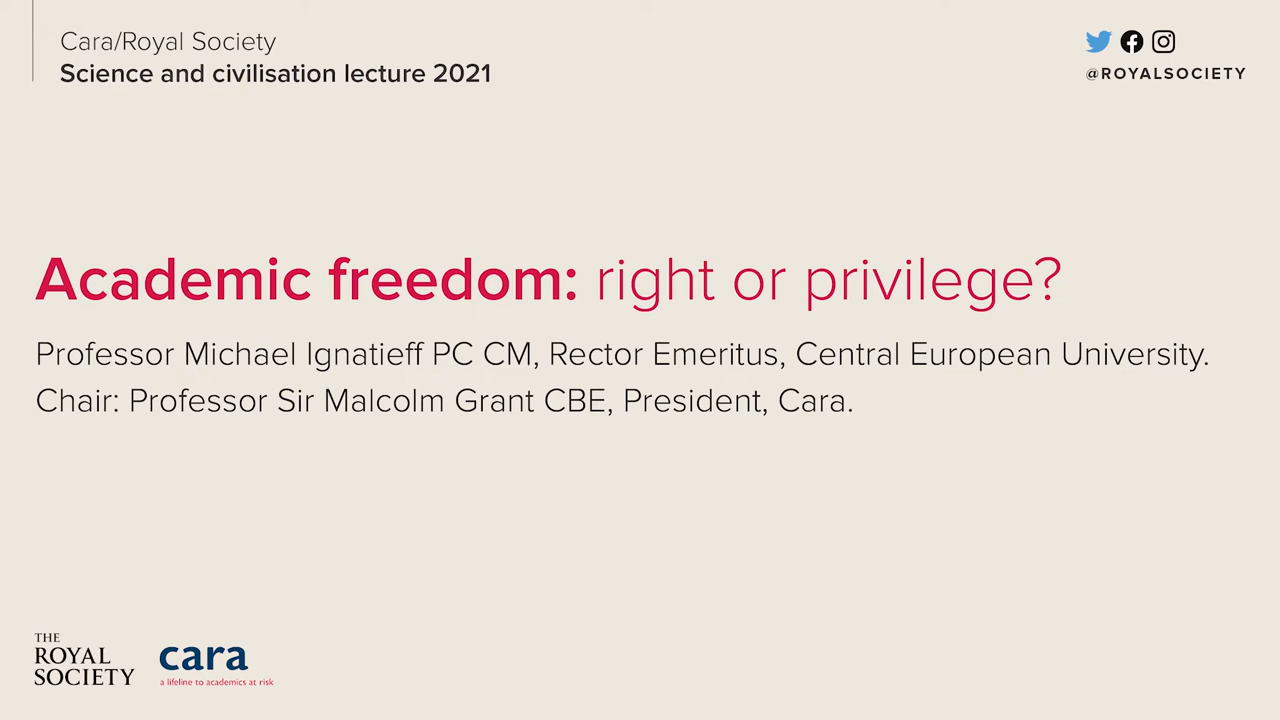 Cara/Royal Society
Science and civilisation lecture 2021
@ROYALSOCIETY
Academic freedom: right or privilege?
Professor Michael Ignatieff PC CM, Rector Emeritus, Central European University.
Chair: Professor Sir Malcolm Grant CBE, President, Cara.
THE
ROYAL
SOCIETY
cara
a lifeline to academics at risk